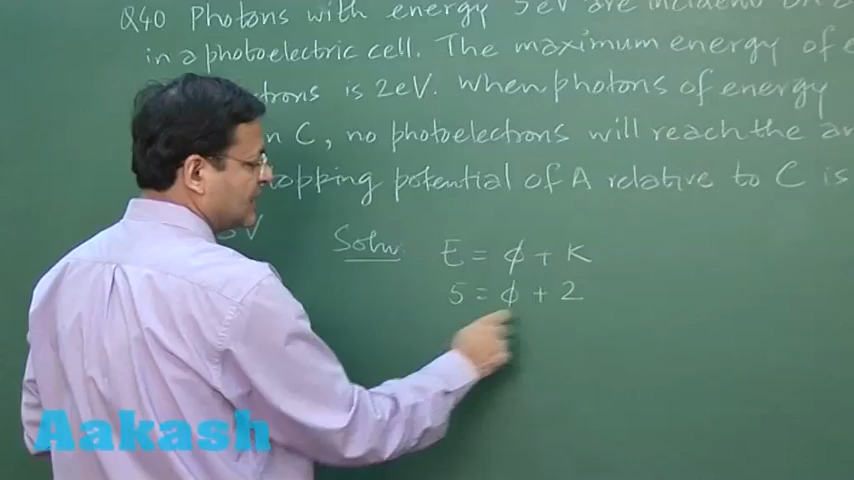 Q40 Photons with energy 5eV are incident on
in a photoelectric cell. The maximum energy of
is 2eV. When photons of energy
C, no photoelectrons will reach the
potential of A relative to C is
V
Soln. E = φ + K
5 = φ + 2
Aakash